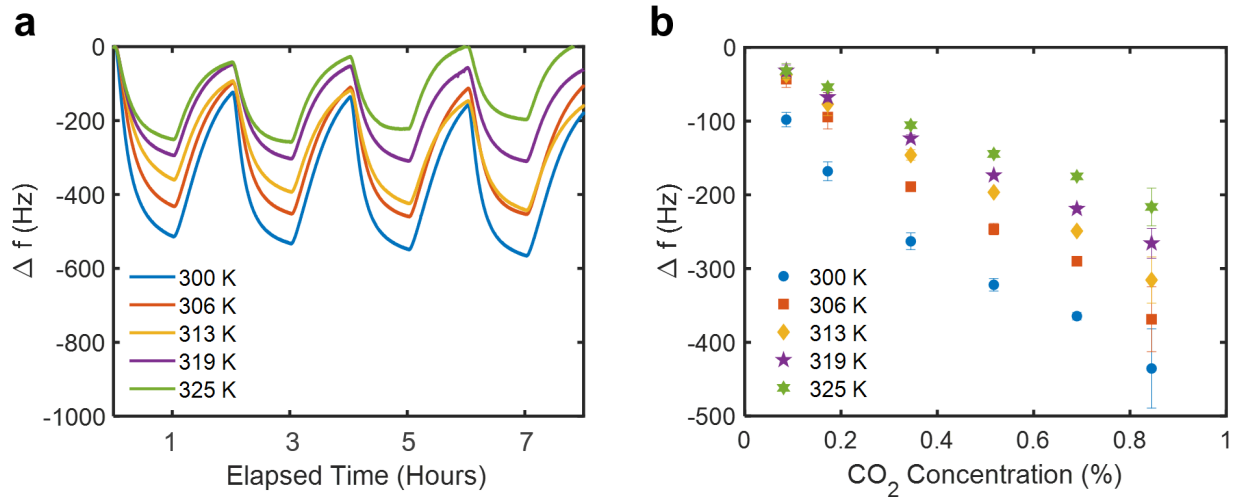 a
0
-200
-400
-600
-800
-1000
Δ f (Hz)
300 K
306 K
313 K
319 K
325 K
1 3 5 7
Elapsed Time (Hours)
b
0
-100
-200
-300
-400
-500
Δ f (Hz)
300 K
306 K
313 K
319 K
325 K
0 0.2 0.4 0.6 0.8 1
CO₂ Concentration (%)